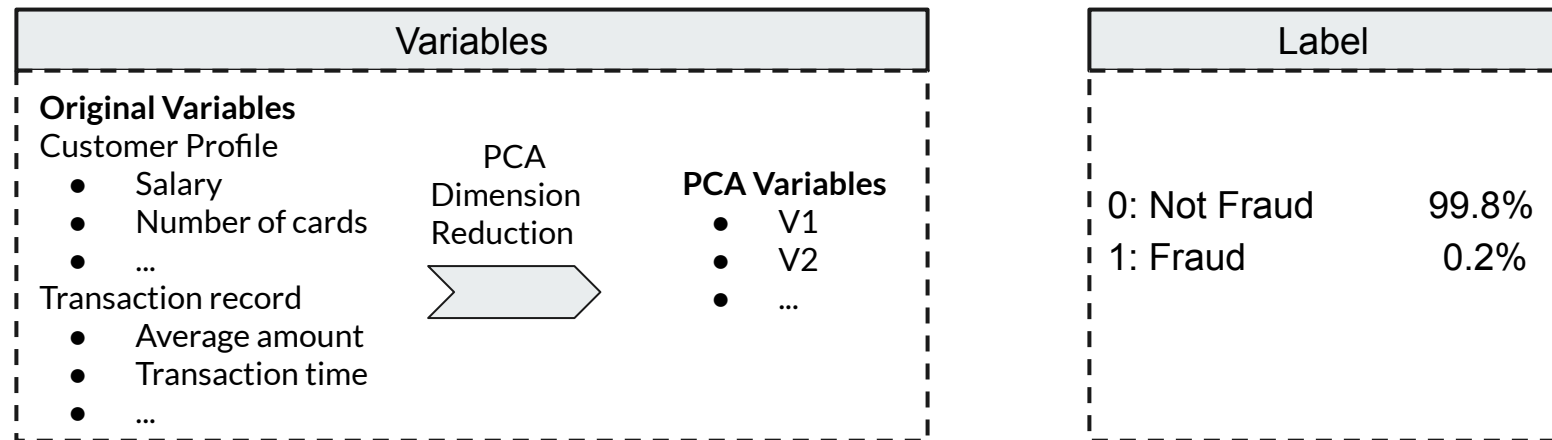 Variables
Original Variables
Customer Profile
● Salary
● Number of cards
● ...
Transaction record
● Average amount
● Transaction time
● ...
PCA
Dimension
Reduction
PCA Variables
● V1
● V2
● ...
Label
0: Not Fraud 99.8%
1: Fraud 0.2%